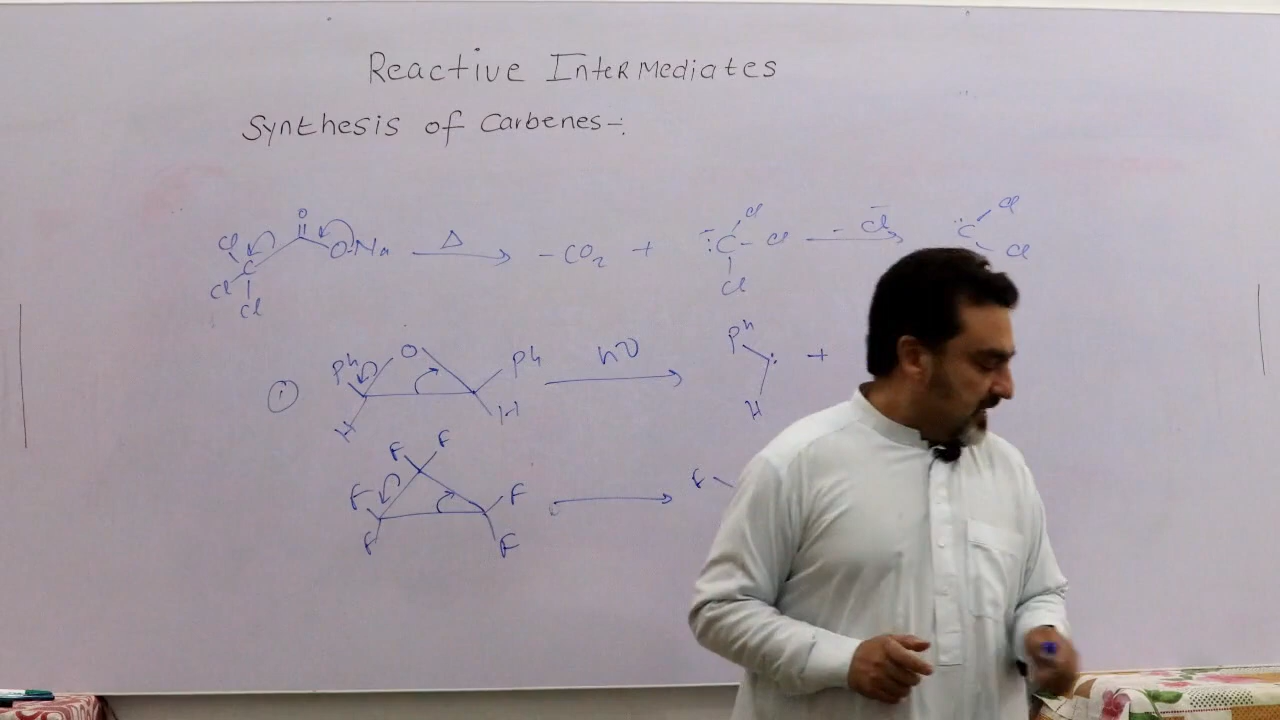 Reactive Intermediates
Synthesis of Carbenes-:
O
Cl C O-Na Δ -CO2 + :C̄ - Cl Cl - C̄l :C Cl
Cl Cl Cl Cl
1 Ph O Ph hν Ph +
H H H
F F
F F F
F F